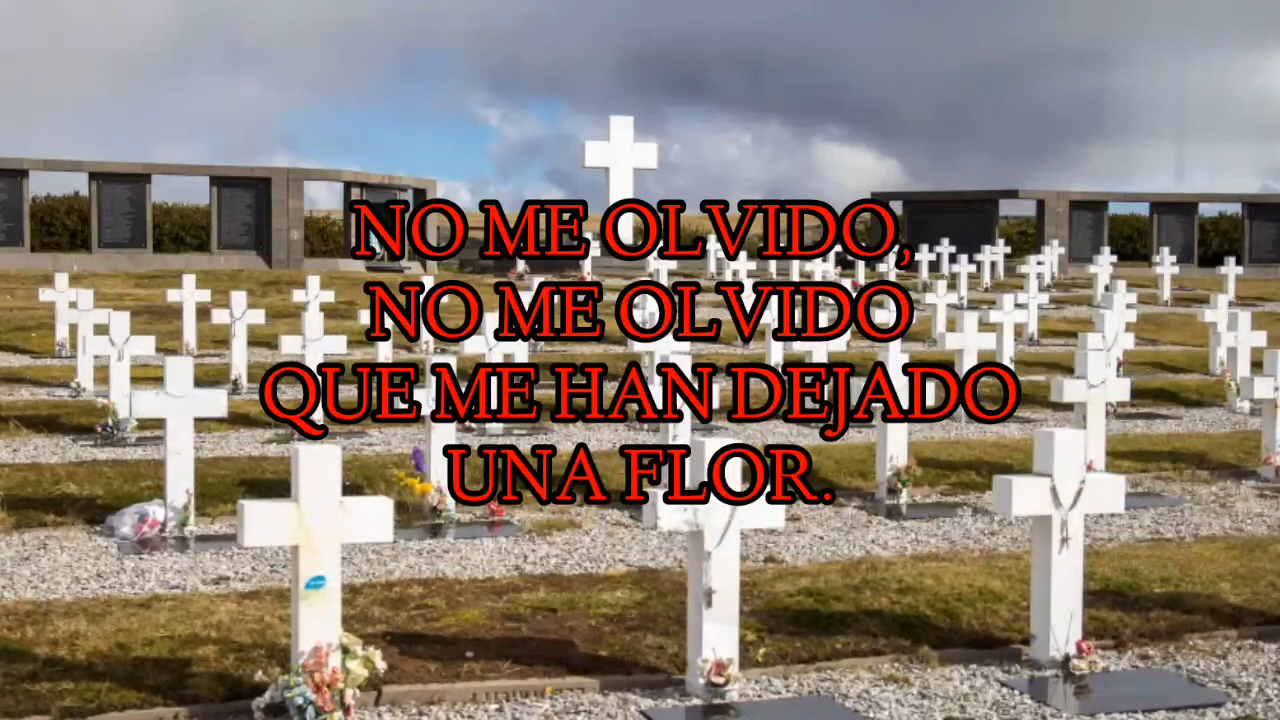 NO ME OLVIDO,
NO ME OLVIDO
QUE ME HAN DEJADO
UNA FLOR.